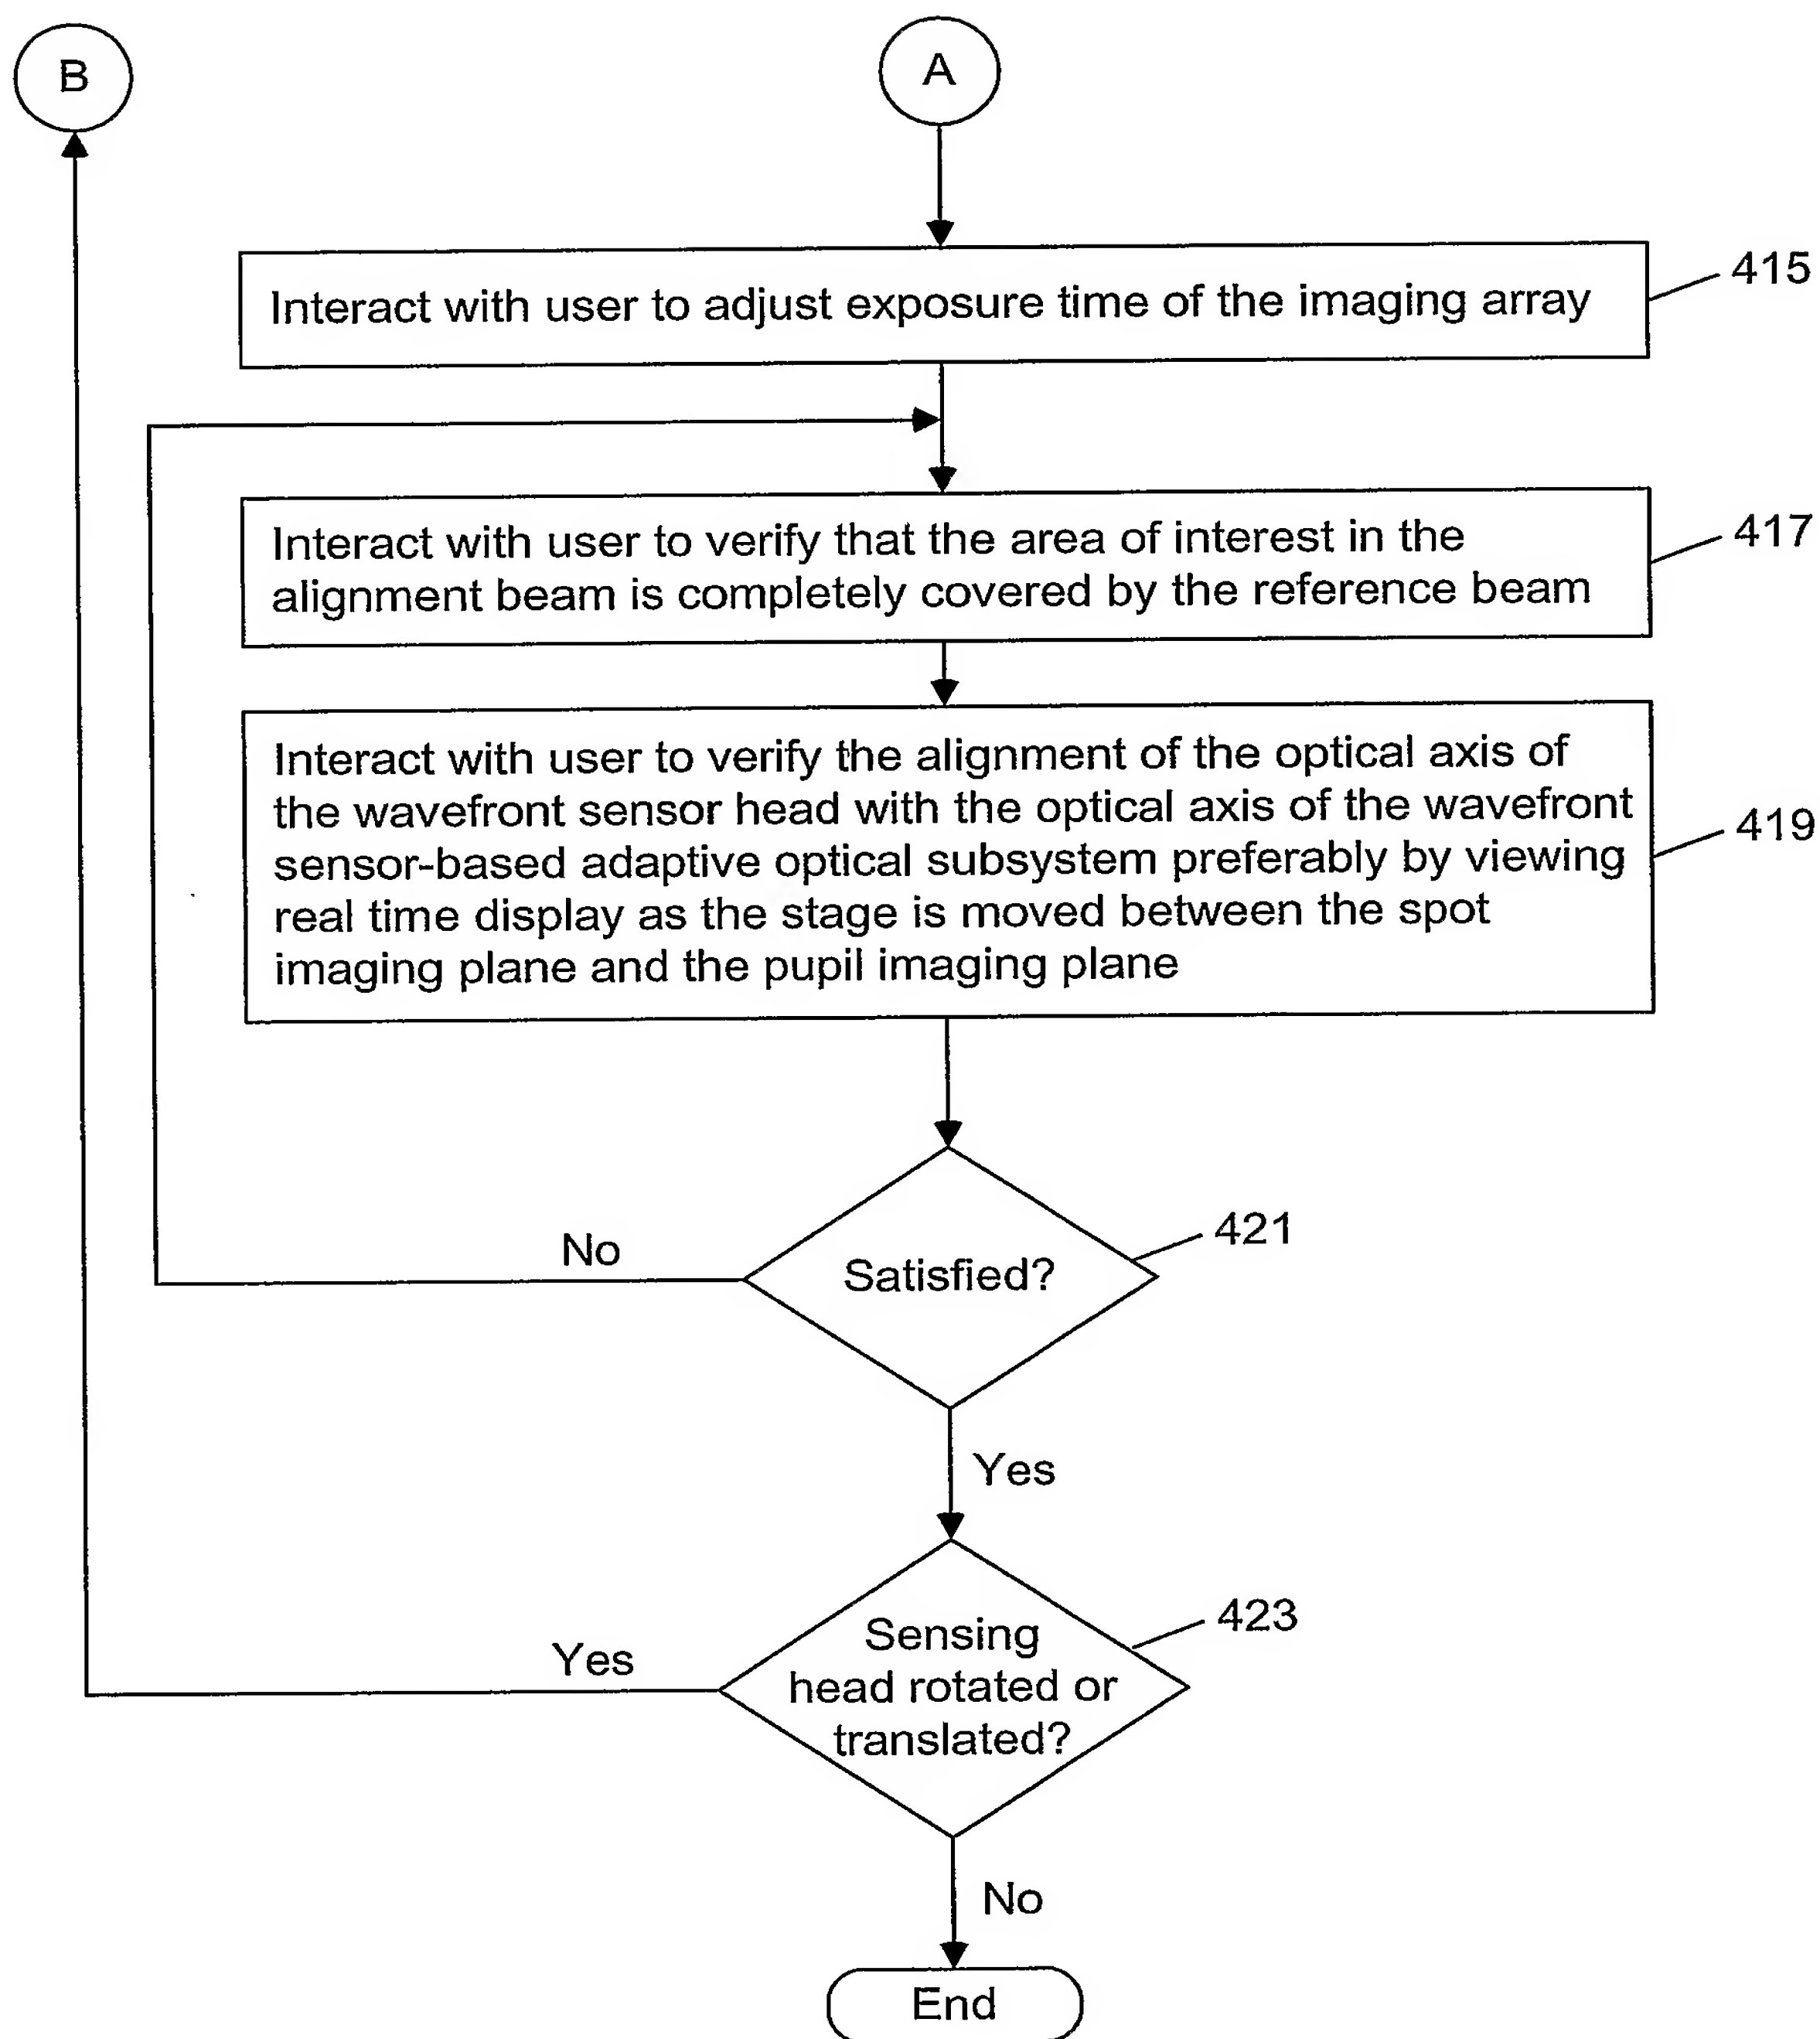 B
A
Interact with user to adjust exposure time of the imaging array
415
Interact with user to verify that the area of interest in the
alignment beam is completely covered by the reference beam
417
Interact with user to verify the alignment of the optical axis of
the wavefront sensor head with the optical axis of the wavefront
sensor-based adaptive optical subsystem preferably by viewing
real time display as the stage is moved between the spot
imaging plane and the pupil imaging plane
419
Satisfied?
421
No
Yes
Sensing
head rotated or
translated?
423
Yes
No
End